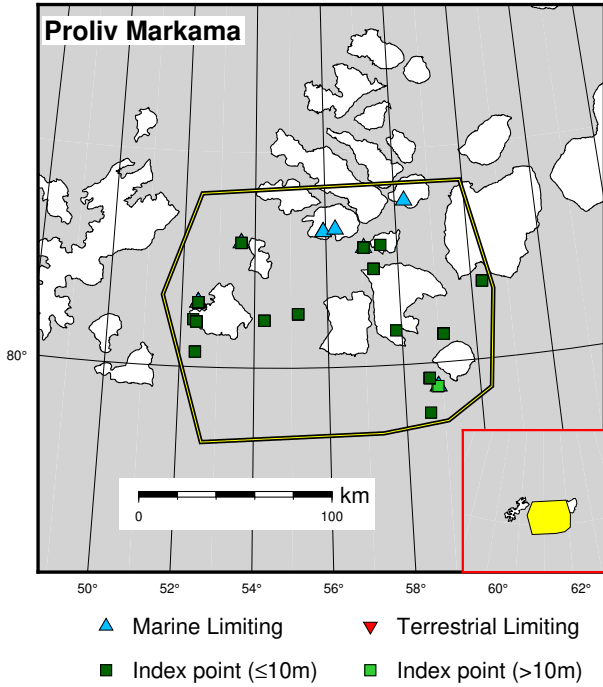 Proliv Markama
80°
km
0 100
50° 52° 54° 56° 58° 60° 62°
Marine Limiting Terrestrial Limiting
Index point (≤10m) Index point (>10m)